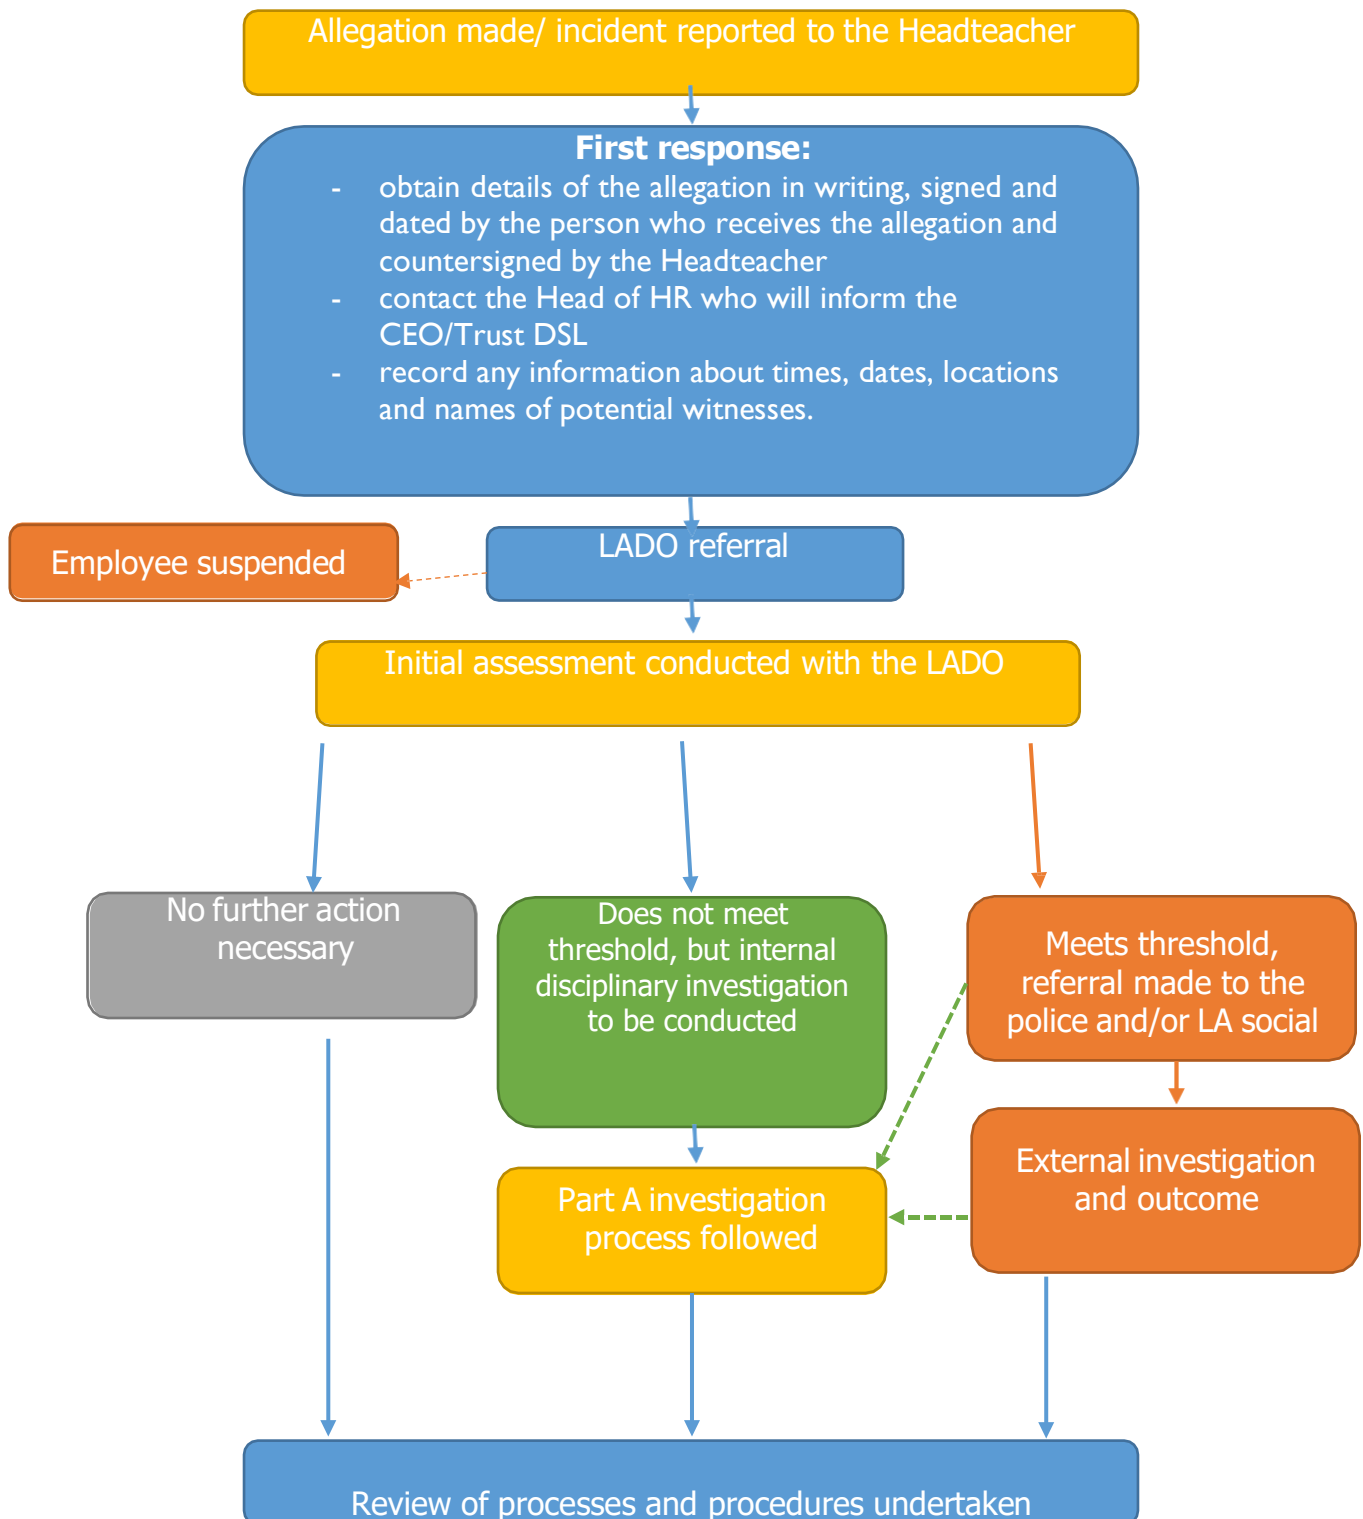 Allegation made/ incident reported to the Headteacher
First response:
- obtain details of the allegation in writing, signed and
dated by the person who receives the allegation and
countersigned by the Headteacher
- contact the Head of HR who will inform the
CEO/Trust DSL
- record any information about times, dates, locations
and names of potential witnesses.
Employee suspended
LADO referral
Initial assessment conducted with the LADO
No further action
necessary
Does not meet
threshold, but internal
disciplinary investigation
to be conducted
Meets threshold,
referral made to the
police and/or LA social
Part A investigation
process followed
External investigation
and outcome
Review of processes and procedures undertaken